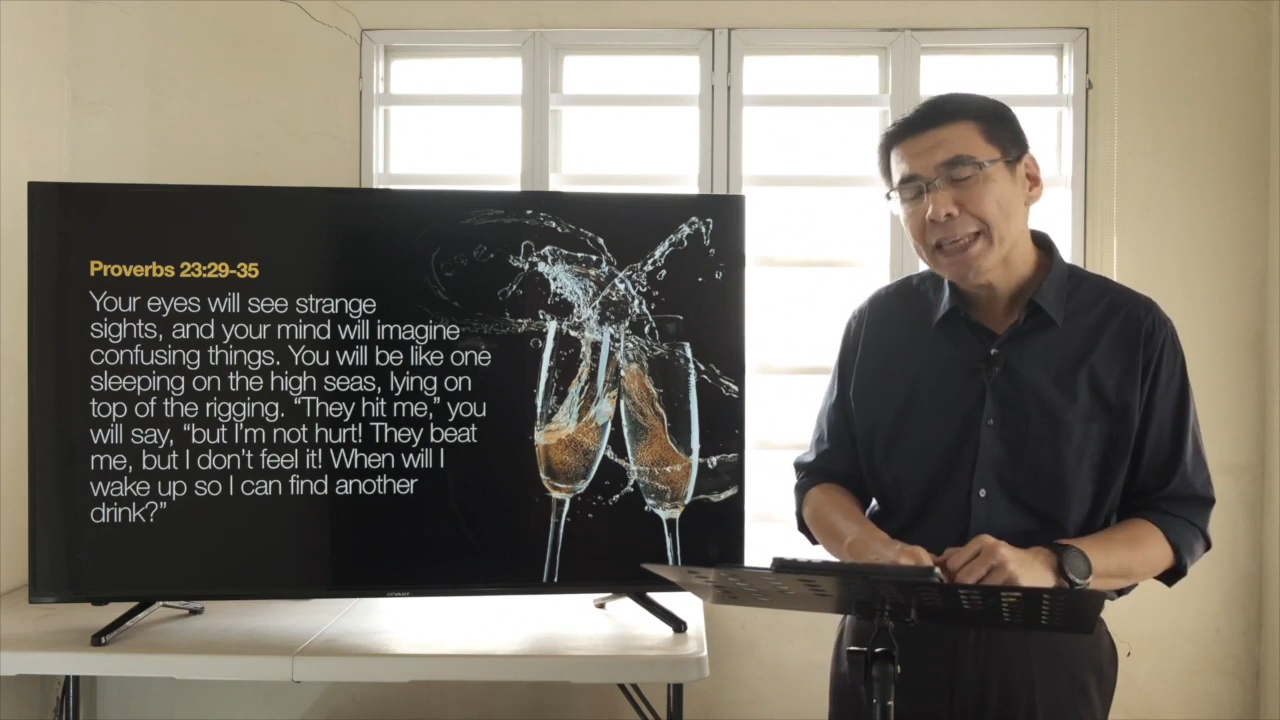 Proverbs 23:29-35
Your eyes will see strange
sights, and your mind will imagine
confusing things. You will be like one
sleeping on the high seas, lying on
top of the rigging. “They hit me,” you
will say, “but I’m not hurt! They beat
me, but I don’t feel it! When will I
wake up so I can find another
drink?”